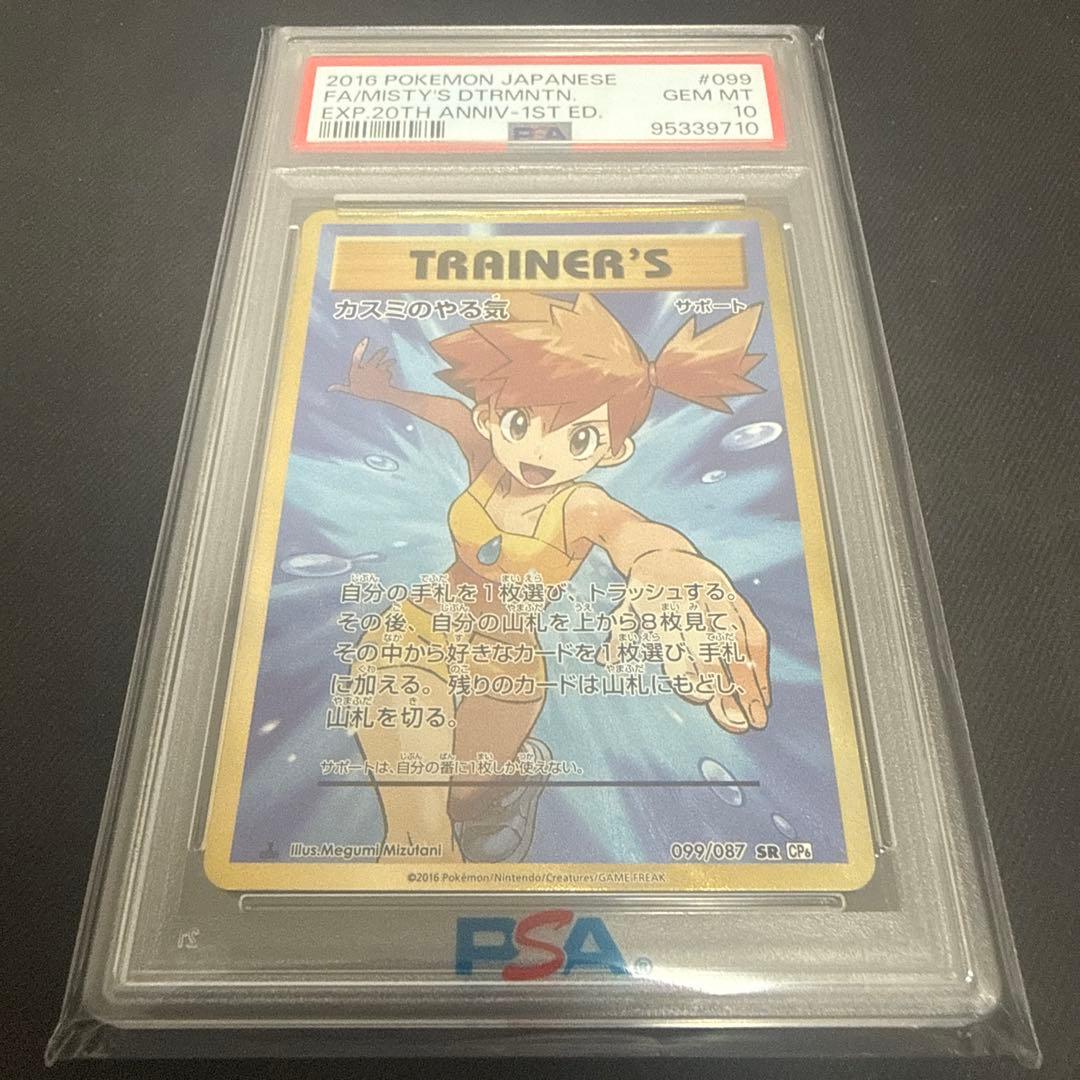 2016 POKEMON JAPANESE #099
FA/MISTY'S DTRMNTN. GEM MT
EXP.20TH ANNIV-1ST ED. 10
PSA 95339710
TRAINER'S
カスミのやる気 サポート
自分の手札を1枚選び、トラッシュする。
その後、自分の山札を上から8枚見て、
その中から好きなカードを1枚選び、手札
に加える。残りのカードは山札にもどし、
山札を切る。
サポートは、自分の番に1枚しか使えない。
Illus.Megumi Mizutani 099/087 SR CP6
©2016 Pokémon/Nintendo/Creatures/GAME FREAK
PSA®